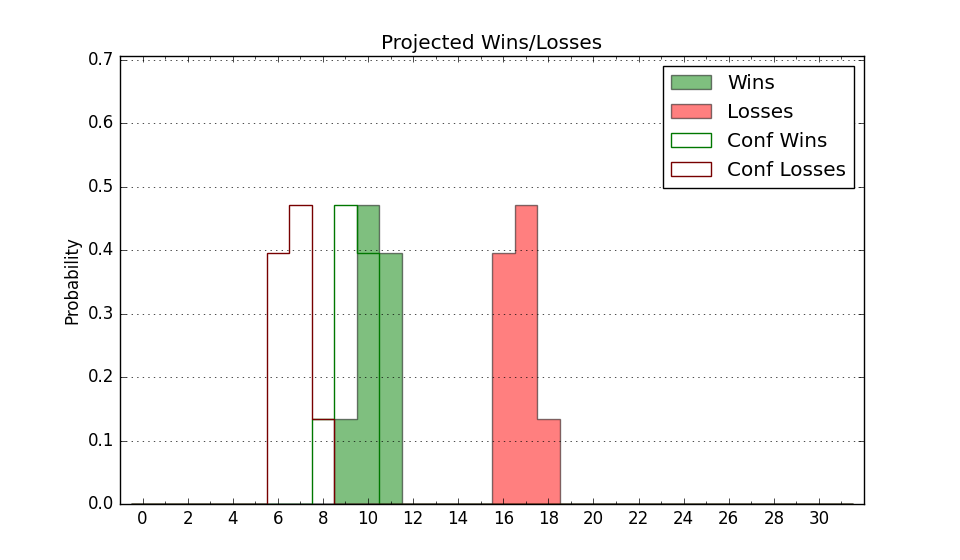 Projected Wins/Losses
Wins
Losses
Conf Wins
Conf Losses
Probability
0.7
0.6
0.5
0.4
0.3
0.2
0.1
0.0
0 2 4 6 8 10 12 14 16 18 20 22 24 26 28 30